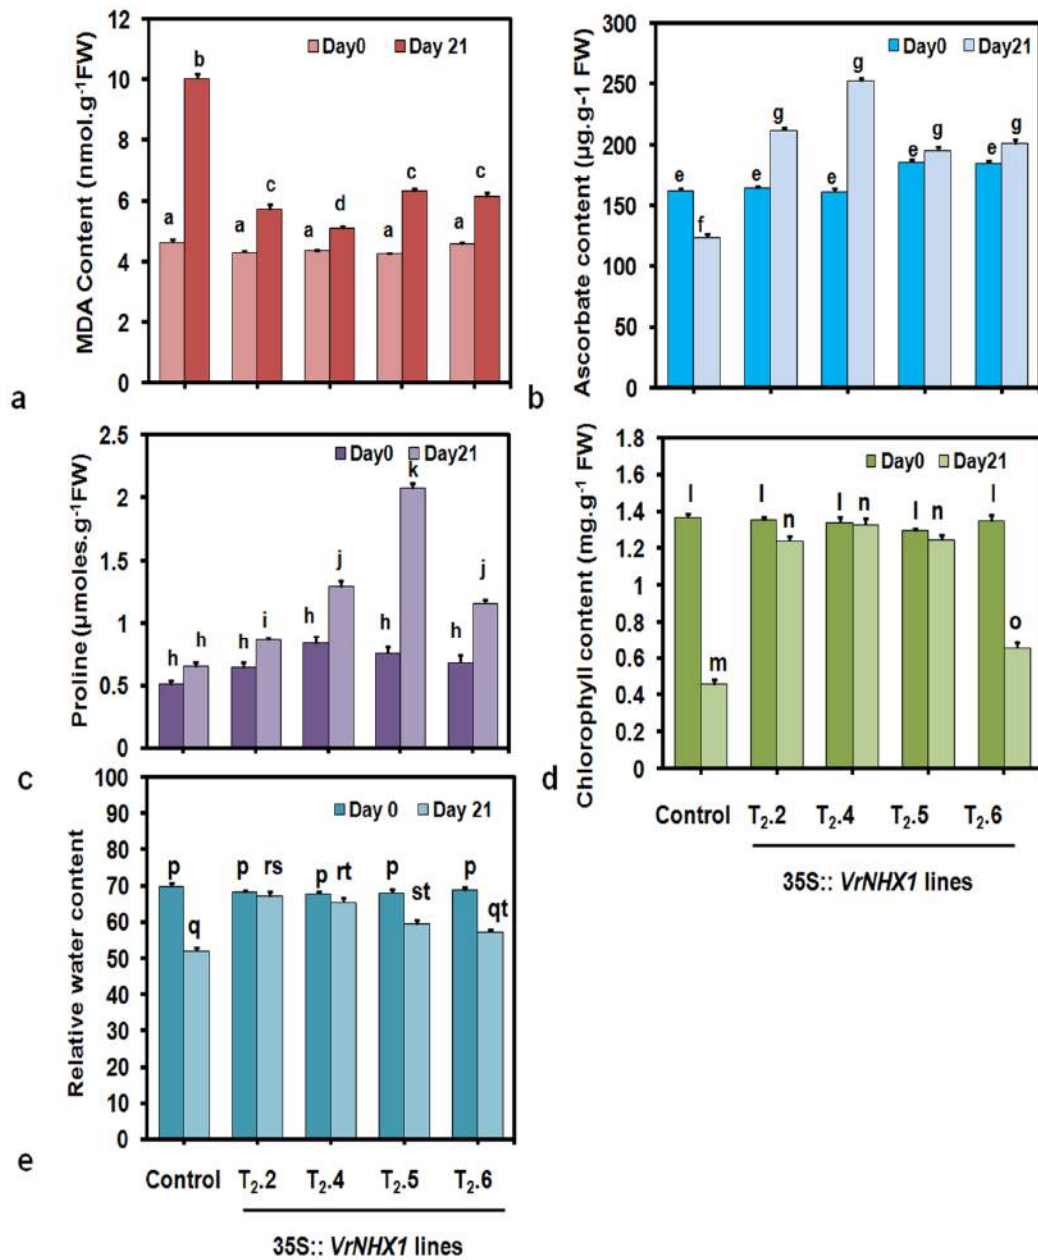 12
10
8
6
4
2
0
MDA Content (nmol.g⁻¹FW)
Day0 Day 21
a b a c a d a c a c
a
300
250
200
150
100
50
0
Ascorbate content (µg.g-1 FW)
Day0 Day21
e f e g e g e g e g
b
2.5
2
1.5
1
0.5
0
Proline (µmoles.g⁻¹FW)
Day0 Day21
h h h i h j h k h j
c
1.8
1.6
1.4
1.2
1
0.8
0.6
0.4
0.2
0
Chlorophyll content (mg.g⁻¹ FW)
Day0 Day21
l m l n l n l n l o
d
Control T₂.2 T₂.4 T₂.5 T₂.6
35S:: VrNHX1 lines
100
90
80
70
60
50
40
30
20
10
0
Relative water content
Day 0 Day 21
p q p rs p rt p st p qt
e
Control T₂.2 T₂.4 T₂.5 T₂.6
35S:: VrNHX1 lines